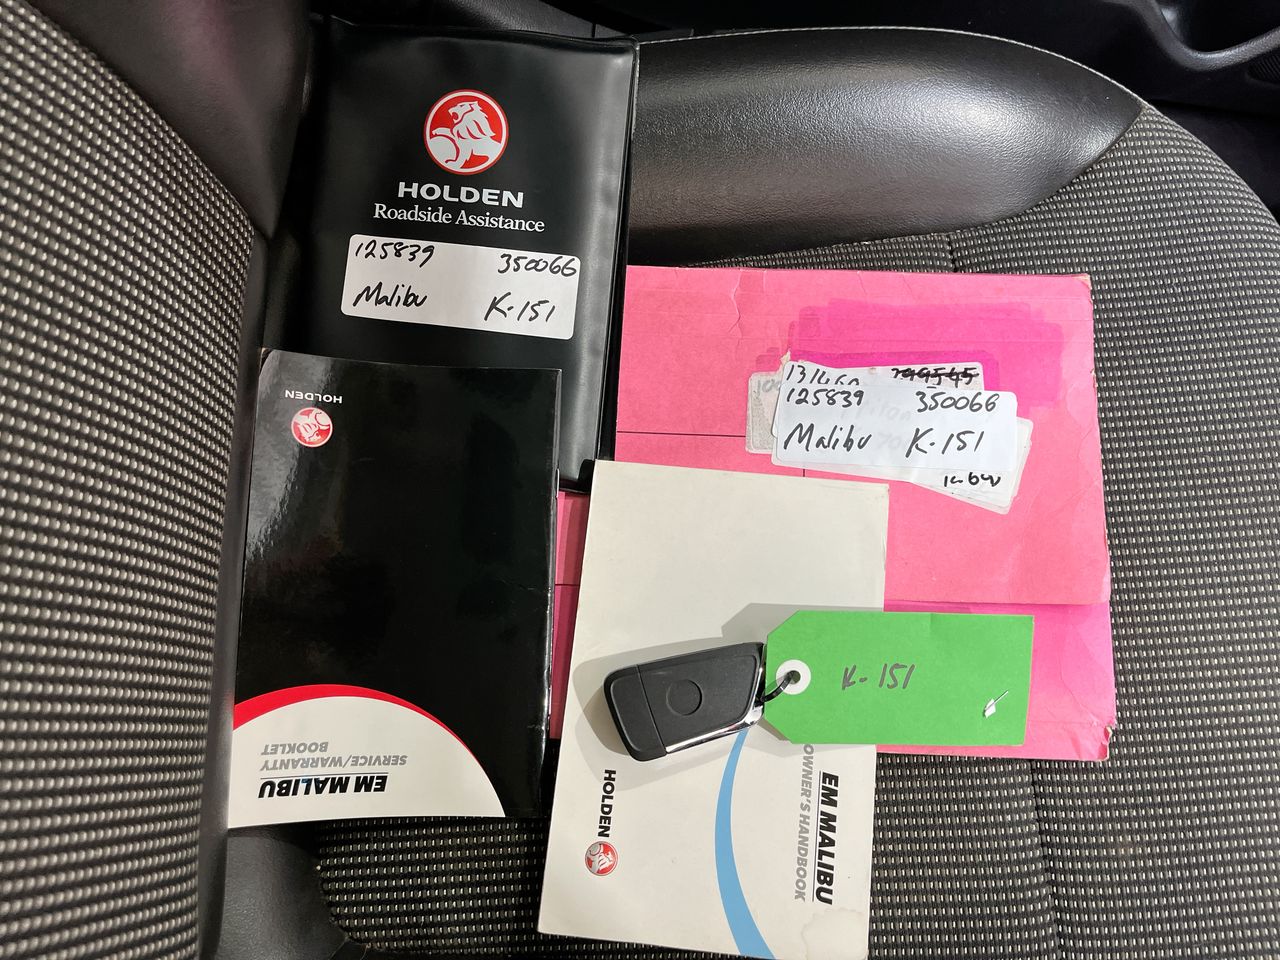 HOLDEN
Roadside Assistance
125839 350066
Malibu K-151
HOLDEN
EM MALIBU
SERVICE/WARRANTY
BOOKLET
125839 350066
Malibu K-151
K-151
HOLDEN
EM MALIBU
OWNER'S HANDBOOK